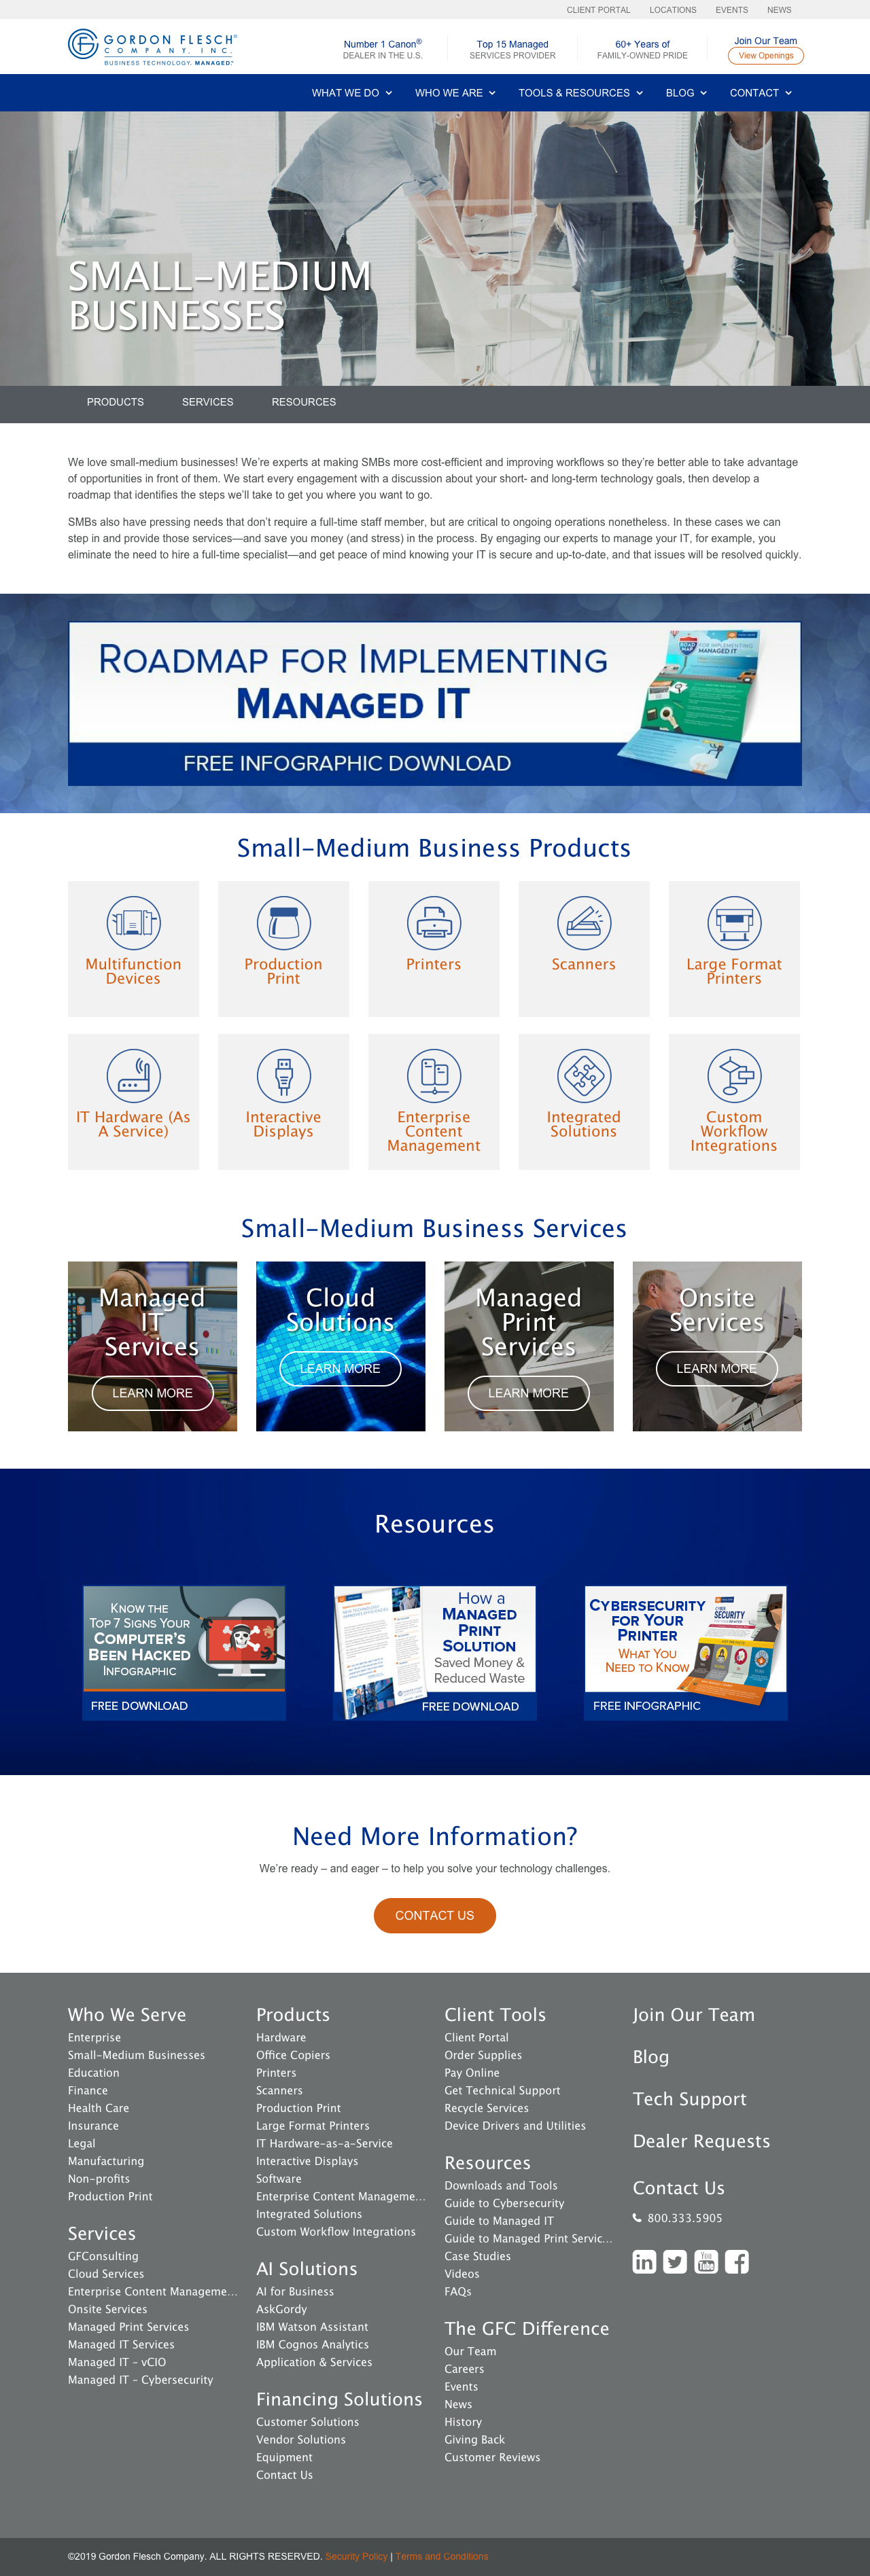 CLIENT PORTAL LOCATIONS EVENTS NEWS
GORDON FLESCH®
COMPANY, INC.
BUSINESS TECHNOLOGY, MANAGED.
Number 1 Canon®
DEALER IN THE U.S.
Top 15 Managed
SERVICES PROVIDER
60+ Years of
FAMILY-OWNED PRIDE
Join Our Team
View Openings
WHAT WE DO WHO WE ARE TOOLS & RESOURCES BLOG CONTACT
SMALL-MEDIUM
BUSINESSES
PRODUCTS SERVICES RESOURCES
We love small-medium businesses! We're experts at making SMBs more cost-efficient and improving workflows so they're better able to take advantage
of opportunities in front of them. We start every engagement with a discussion about your short- and long-term technology goals, then develop a
roadmap that identifies the steps we'll take to get you where you want to go.
SMBs also have pressing needs that don't require a full-time staff member, but are critical to ongoing operations nonetheless. In these cases we can
step in and provide those services—and save you money (and stress) in the process. By engaging our experts to manage your IT, for example, you
eliminate the need to hire a full-time specialist—and get peace of mind knowing your IT is secure and up-to-date, and that issues will be resolved quickly.
ROADMAP FOR IMPLEMENTING
MANAGED IT
FREE INFOGRAPHIC DOWNLOAD
Small-Medium Business Products
Multifunction
Devices
Production
Print
Printers
Scanners
Large Format
Printers
IT Hardware (As
A Service)
Interactive
Displays
Enterprise
Content
Management
Integrated
Solutions
Custom
Workflow
Integrations
Small-Medium Business Services
Managed
IT
Services
LEARN MORE
Cloud
Solutions
LEARN MORE
Managed
Print
Services
LEARN MORE
Onsite
Services
LEARN MORE
Resources
KNOW THE
TOP 7 SIGNS YOUR
COMPUTER'S
BEEN HACKED
INFOGRAPHIC
FREE DOWNLOAD
How a
MANAGED
PRINT
SOLUTION
Saved Money &
Reduced Waste
FREE DOWNLOAD
CYBERSECURITY
FOR YOUR
PRINTER
WHAT YOU
NEED TO KNOW
FREE INFOGRAPHIC
Need More Information?
We're ready – and eager – to help you solve your technology challenges.
CONTACT US
Who We Serve
Enterprise
Small-Medium Businesses
Education
Finance
Health Care
Insurance
Legal
Manufacturing
Non-profits
Production Print
Services
GFConsulting
Cloud Services
Enterprise Content Manageme...
Onsite Services
Managed Print Services
Managed IT Services
Managed IT - vCIO
Managed IT - Cybersecurity
Products
Hardware
Office Copiers
Printers
Scanners
Production Print
Large Format Printers
IT Hardware-as-a-Service
Interactive Displays
Software
Enterprise Content Manageme...
Integrated Solutions
Custom Workflow Integrations
AI Solutions
AI for Business
AskGordy
IBM Watson Assistant
IBM Cognos Analytics
Application & Services
Financing Solutions
Customer Solutions
Vendor Solutions
Equipment
Contact Us
Client Tools
Client Portal
Order Supplies
Pay Online
Get Technical Support
Recycle Services
Device Drivers and Utilities
Resources
Downloads and Tools
Guide to Cybersecurity
Guide to Managed IT
Guide to Managed Print Servic...
Case Studies
Videos
FAQs
The GFC Difference
Our Team
Careers
Events
News
History
Giving Back
Customer Reviews
Join Our Team
Blog
Tech Support
Dealer Requests
Contact Us
800.333.5905
©2019 Gordon Flesch Company. ALL RIGHTS RESERVED. Security Policy | Terms and Conditions